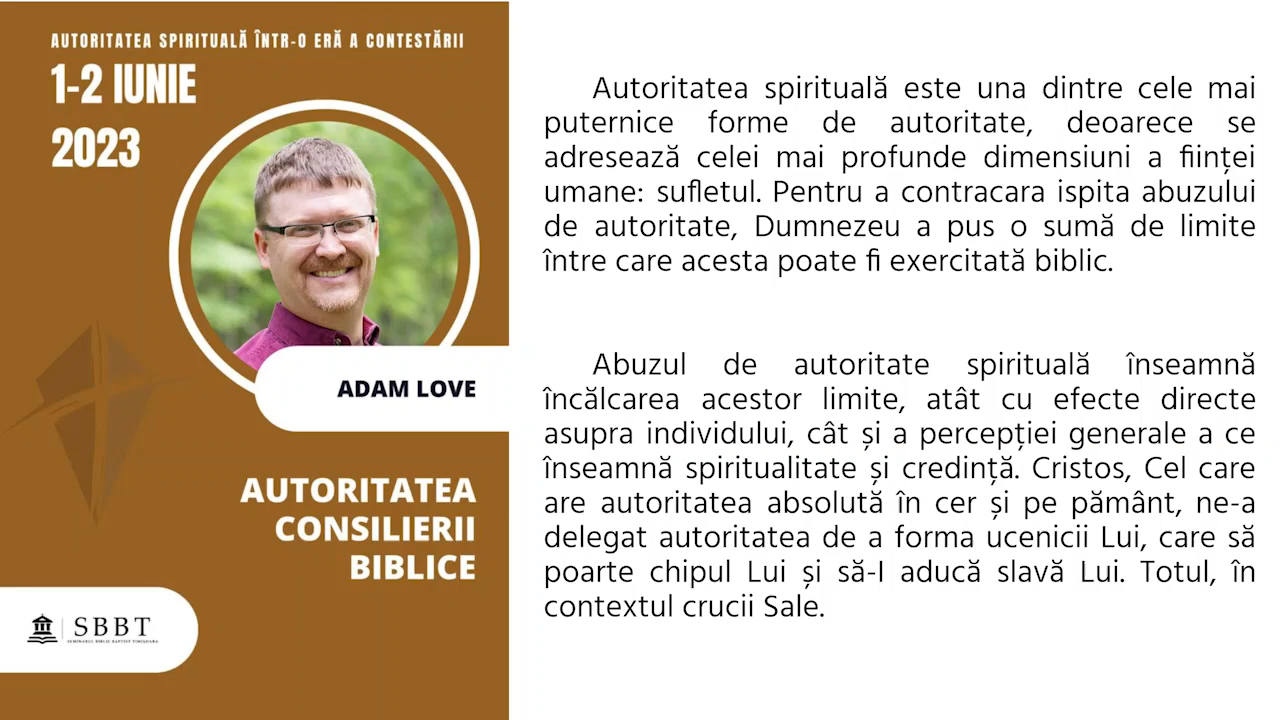 AUTORITATEA SPIRITUALĂ ÎNTR-O ERĂ A CONTESTĂRII
1-2 IUNIE
2023
ADAM LOVE
AUTORITATEA
CONSILIERII
BIBLICE
SBBT
SEMINARUL BIBLIC BAPTIST TIMIȘOARA
Autoritatea spirituală este una dintre cele mai
puternice forme de autoritate, deoarece se
adresează celei mai profunde dimensiuni a ființei
umane: sufletul. Pentru a contracara ispita abuzului
de autoritate, Dumnezeu a pus o sumă de limite
între care acesta poate fi exercitată biblic.
Abuzul de autoritate spirituală înseamnă
încălcarea acestor limite, atât cu efecte directe
asupra individului, cât și a percepției generale a ce
înseamnă spiritualitate și credință. Cristos, Cel care
are autoritatea absolută în cer și pe pământ, ne-a
delegat autoritatea de a forma ucenicii Lui, care să
poarte chipul Lui și să-I aducă slavă Lui. Totul, în
contextul crucii Sale.